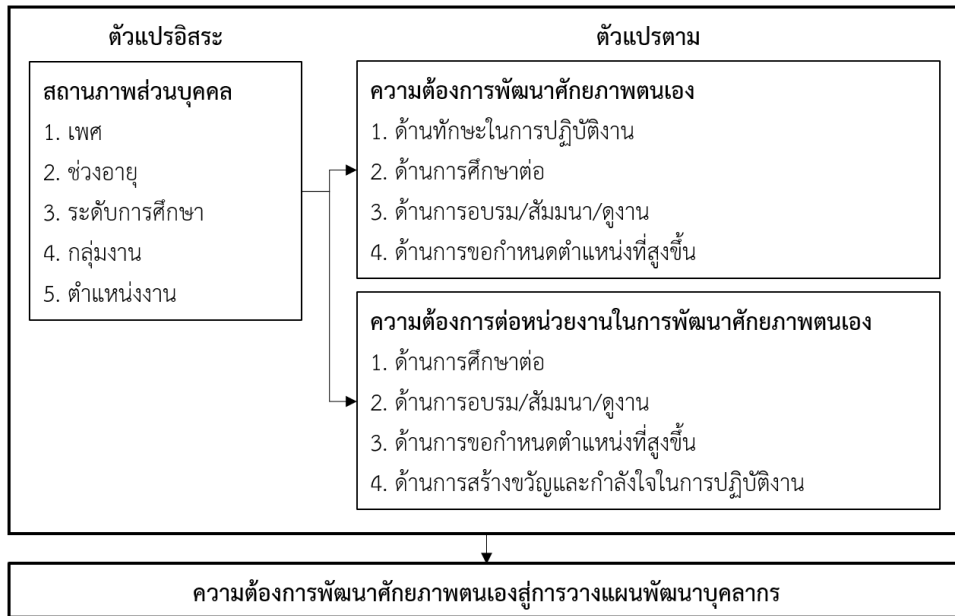 ตัวแปรอิสระ
สถานภาพส่วนบุคคล
1. เพศ
2. ช่วงอายุ
3. ระดับการศึกษา
4. กลุ่มงาน
5. ตำแหน่งงาน
ตัวแปรตาม
ความต้องการพัฒนาศักยภาพตนเอง
1. ด้านทักษะในการปฏิบัติงาน
2. ด้านการศึกษาต่อ
3. ด้านการอบรม/สัมมนา/ดูงาน
4. ด้านการขอกำหนดตำแหน่งที่สูงขึ้น
ความต้องการต่อหน่วยงานในการพัฒนาศักยภาพตนเอง
1. ด้านการศึกษาต่อ
2. ด้านการอบรม/สัมมนา/ดูงาน
3. ด้านการขอกำหนดตำแหน่งที่สูงขึ้น
4. ด้านการสร้างขวัญและกำลังใจในการปฏิบัติงาน
ความต้องการพัฒนาศักยภาพตนเองสู่การวางแผนพัฒนาบุคลากร